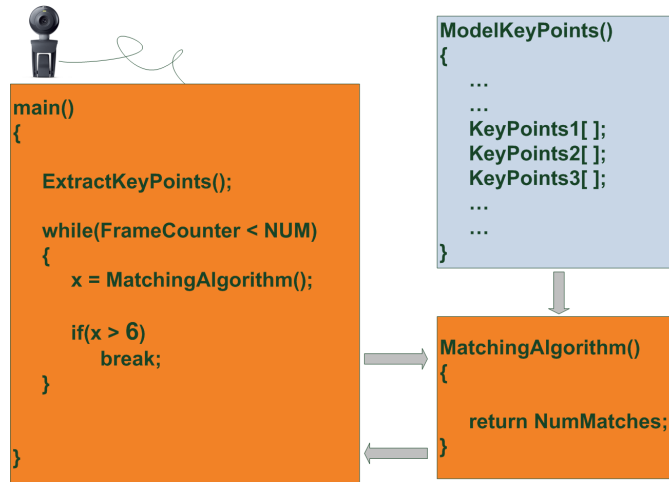 main()
{
ExtractKeyPoints();
while(FrameCounter < NUM)
{
x = MatchingAlgorithm();
if(x > 6)
break;
}
}
ModelKeyPoints()
{
...
...
KeyPoints1[ ];
KeyPoints2[ ];
KeyPoints3[ ];
...
...
}
MatchingAlgorithm()
{
return NumMatches;
}